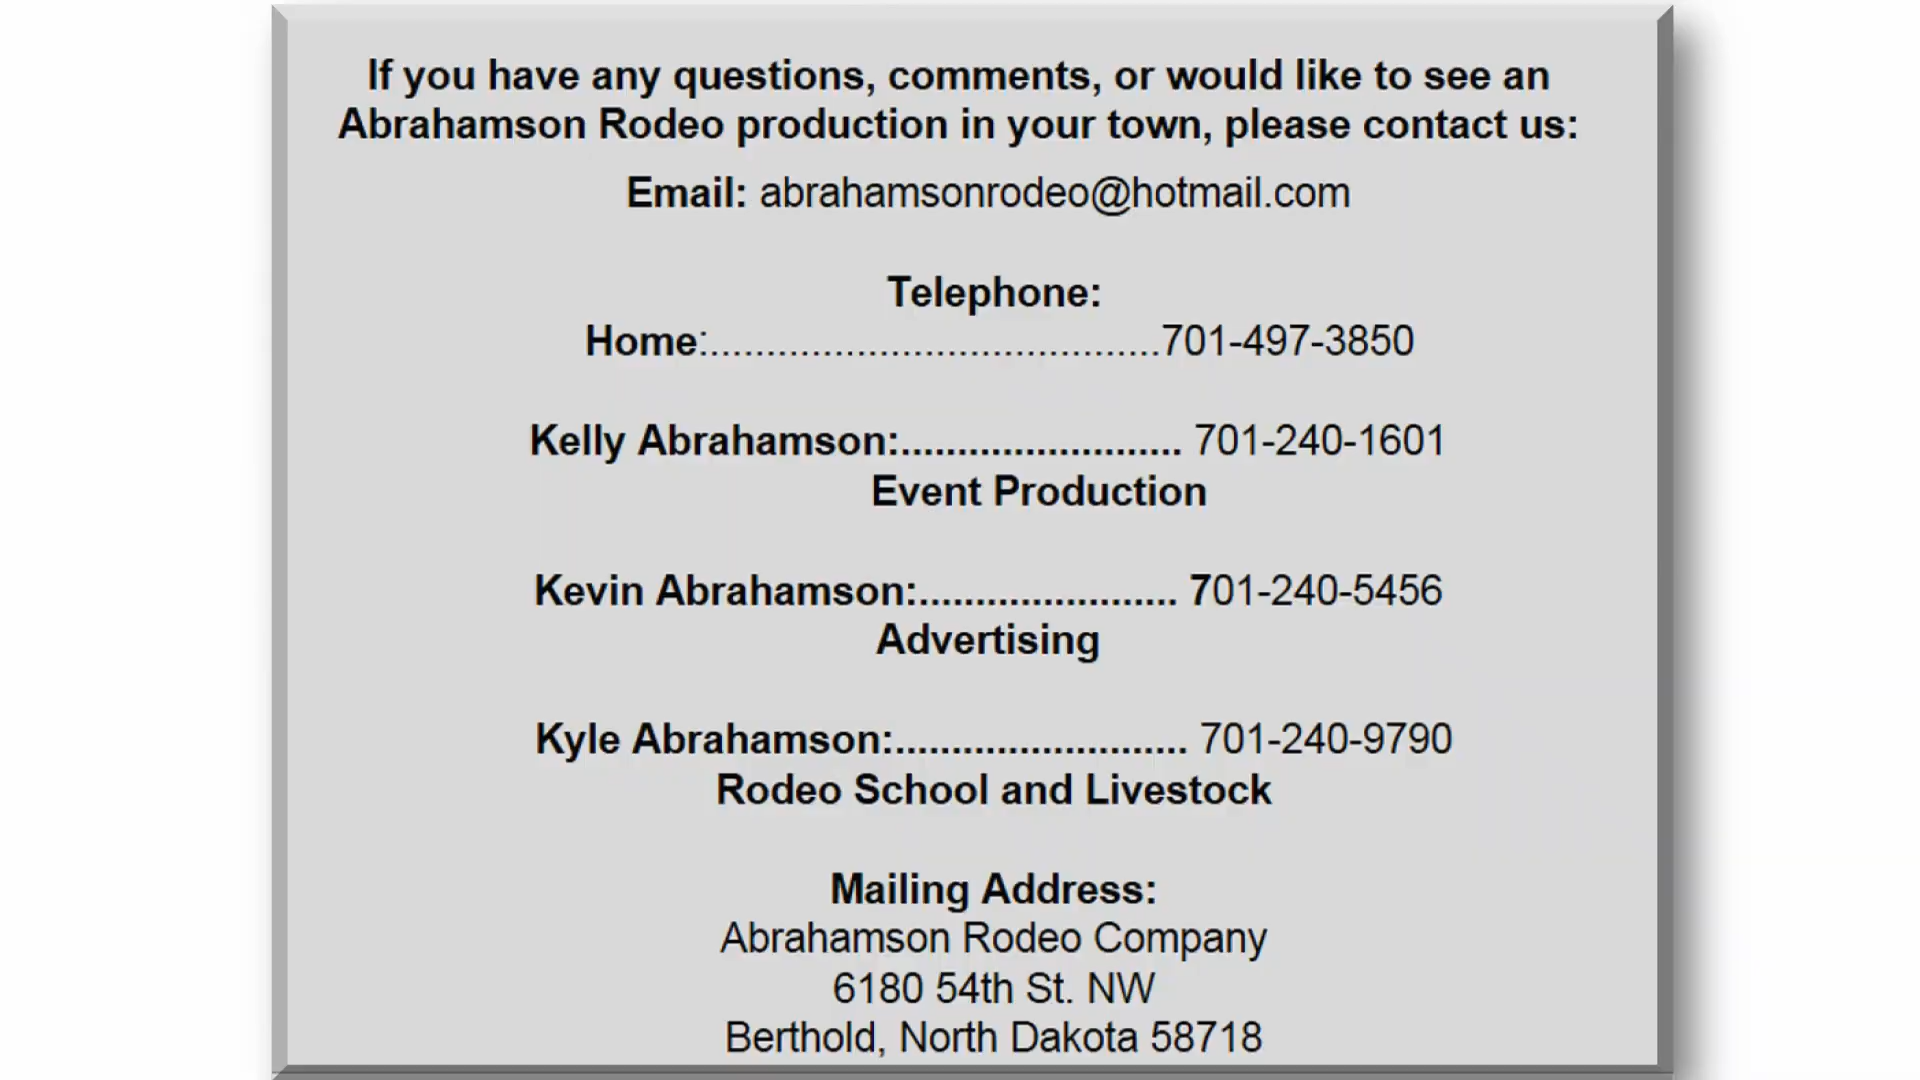 If you have any questions, comments, or would like to see an
Abrahamson Rodeo production in your town, please contact us:
Email: abrahamsonrodeo@hotmail.com
Telephone:
Home:.......................................701-497-3850
Kelly Abrahamson:......................... 701-240-1601
Event Production
Kevin Abrahamson:....................... 701-240-5456
Advertising
Kyle Abrahamson:.......................... 701-240-9790
Rodeo School and Livestock
Mailing Address:
Abrahamson Rodeo Company
6180 54th St. NW
Berthold, North Dakota 58718